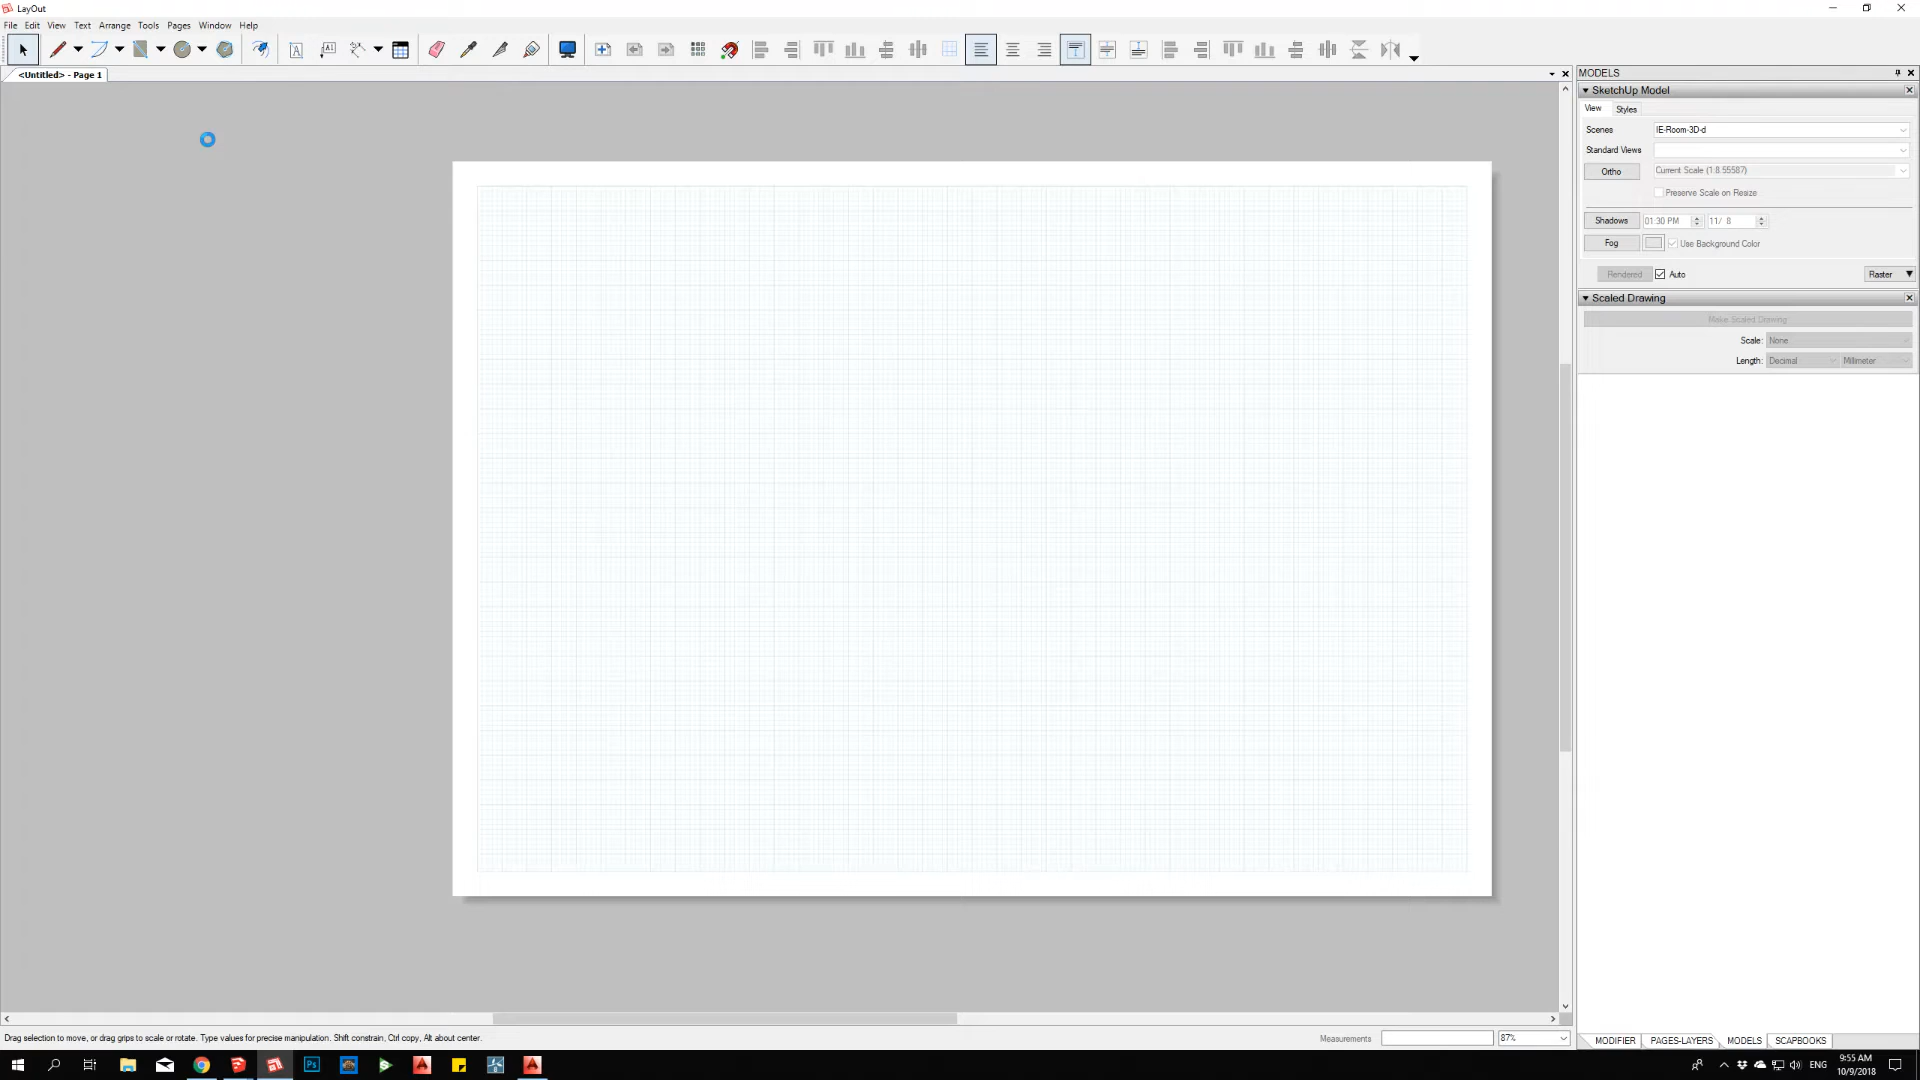 LayOut
File Edit View Text Arrange Tools Pages Window Help
<Untitled> - Page 1
MODELS
SketchUp Model
View Styles
Scenes IE-Room-3D-d
Standard Views
Ortho Current Scale (1:8.55587)
Preserve Scale on Resize
Shadows 01:30 PM 11/ 8
Fog Use Background Color
Rendered Auto Raster
Scaled Drawing
Make Scaled Drawing
Scale: None
Length: Decimal Millimeter
Drag selection to move, or drag grips to scale or rotate. Type values for precise manipulation. Shift constrain, Ctrl copy, Alt about center.
Measurements 87%
MODIFIER PAGES-LAYERS MODELS SCAPBOOKS
Ps
ENG
9:55 AM
10/9/2018